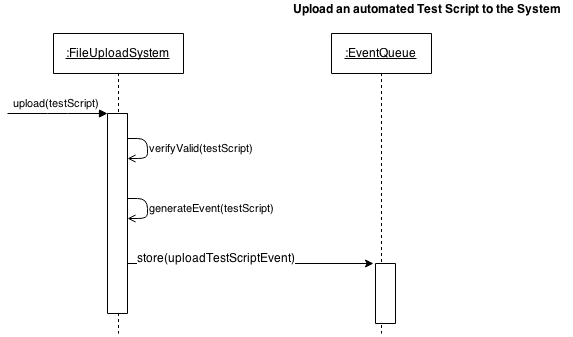 Upload an automated Test Script to the System
:FileUploadSystem
:EventQueue
upload(testScript)
verifyValid(testScript)
generateEvent(testScript)
store(uploadTestScriptEvent)